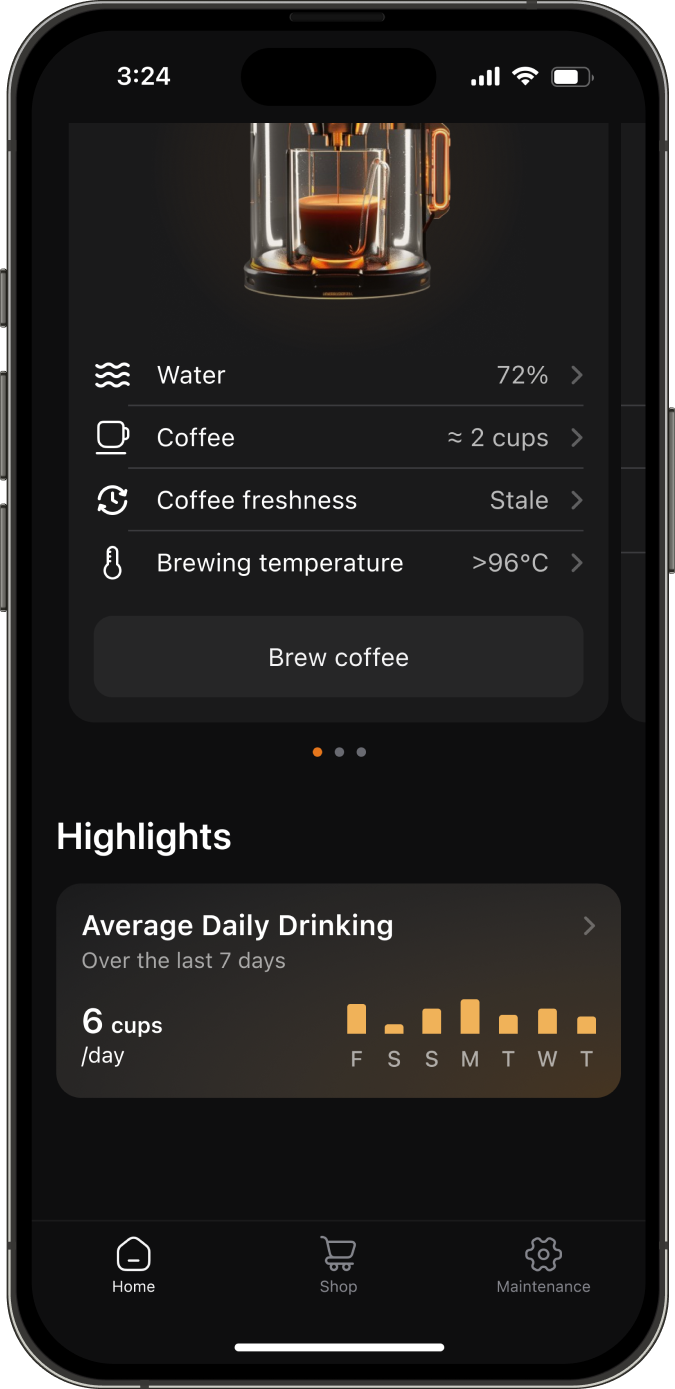 3:24
Water 72%
Coffee ≈ 2 cups
Coffee freshness Stale
Brewing temperature >96°C
Brew coffee
Highlights
Average Daily Drinking
Over the last 7 days
6 cups
/day
F S S M T W T
Home Shop Maintenance